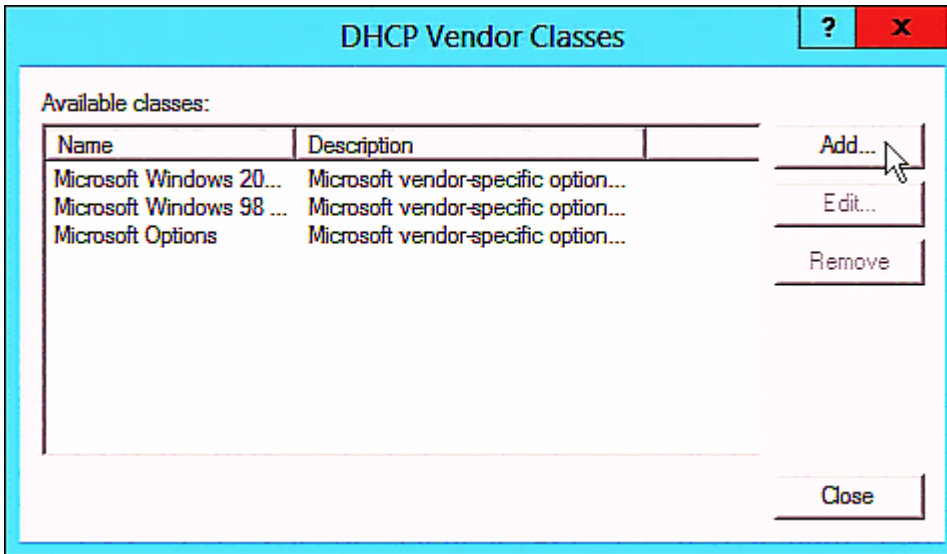 DHCP Vendor Classes
? x
Available classes:
Name Description
Microsoft Windows 20... Microsoft vendor-specific option...
Microsoft Windows 98 ... Microsoft vendor-specific option...
Microsoft Options Microsoft vendor-specific option...
Add...
Edit...
Remove
Close